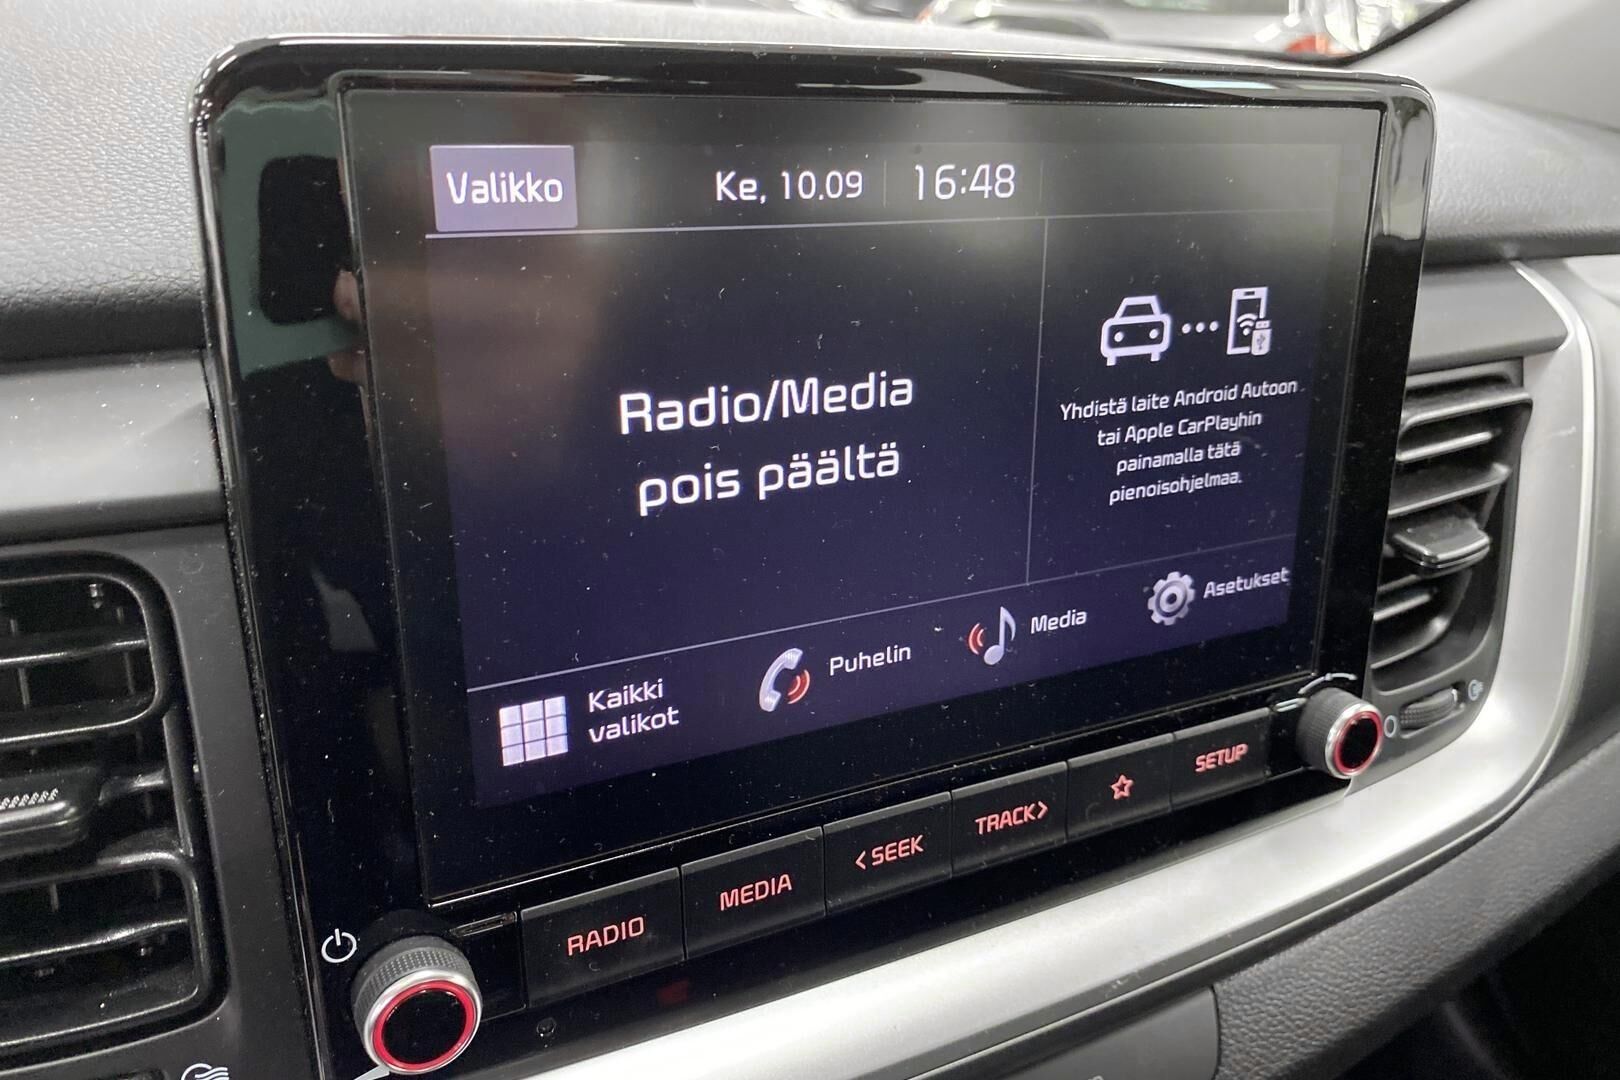 Valikko
Ke, 10.09
16:48
Radio/Media
pois päältä
Yhdistä laite Android Autoon
tai Apple CarPlayhin
painamalla tätä
pienoisohjelmaa.
Kaikki
valikot
Puhelin
Media
Asetukset
RADIO
MEDIA
< SEEK
TRACK >
SETUP